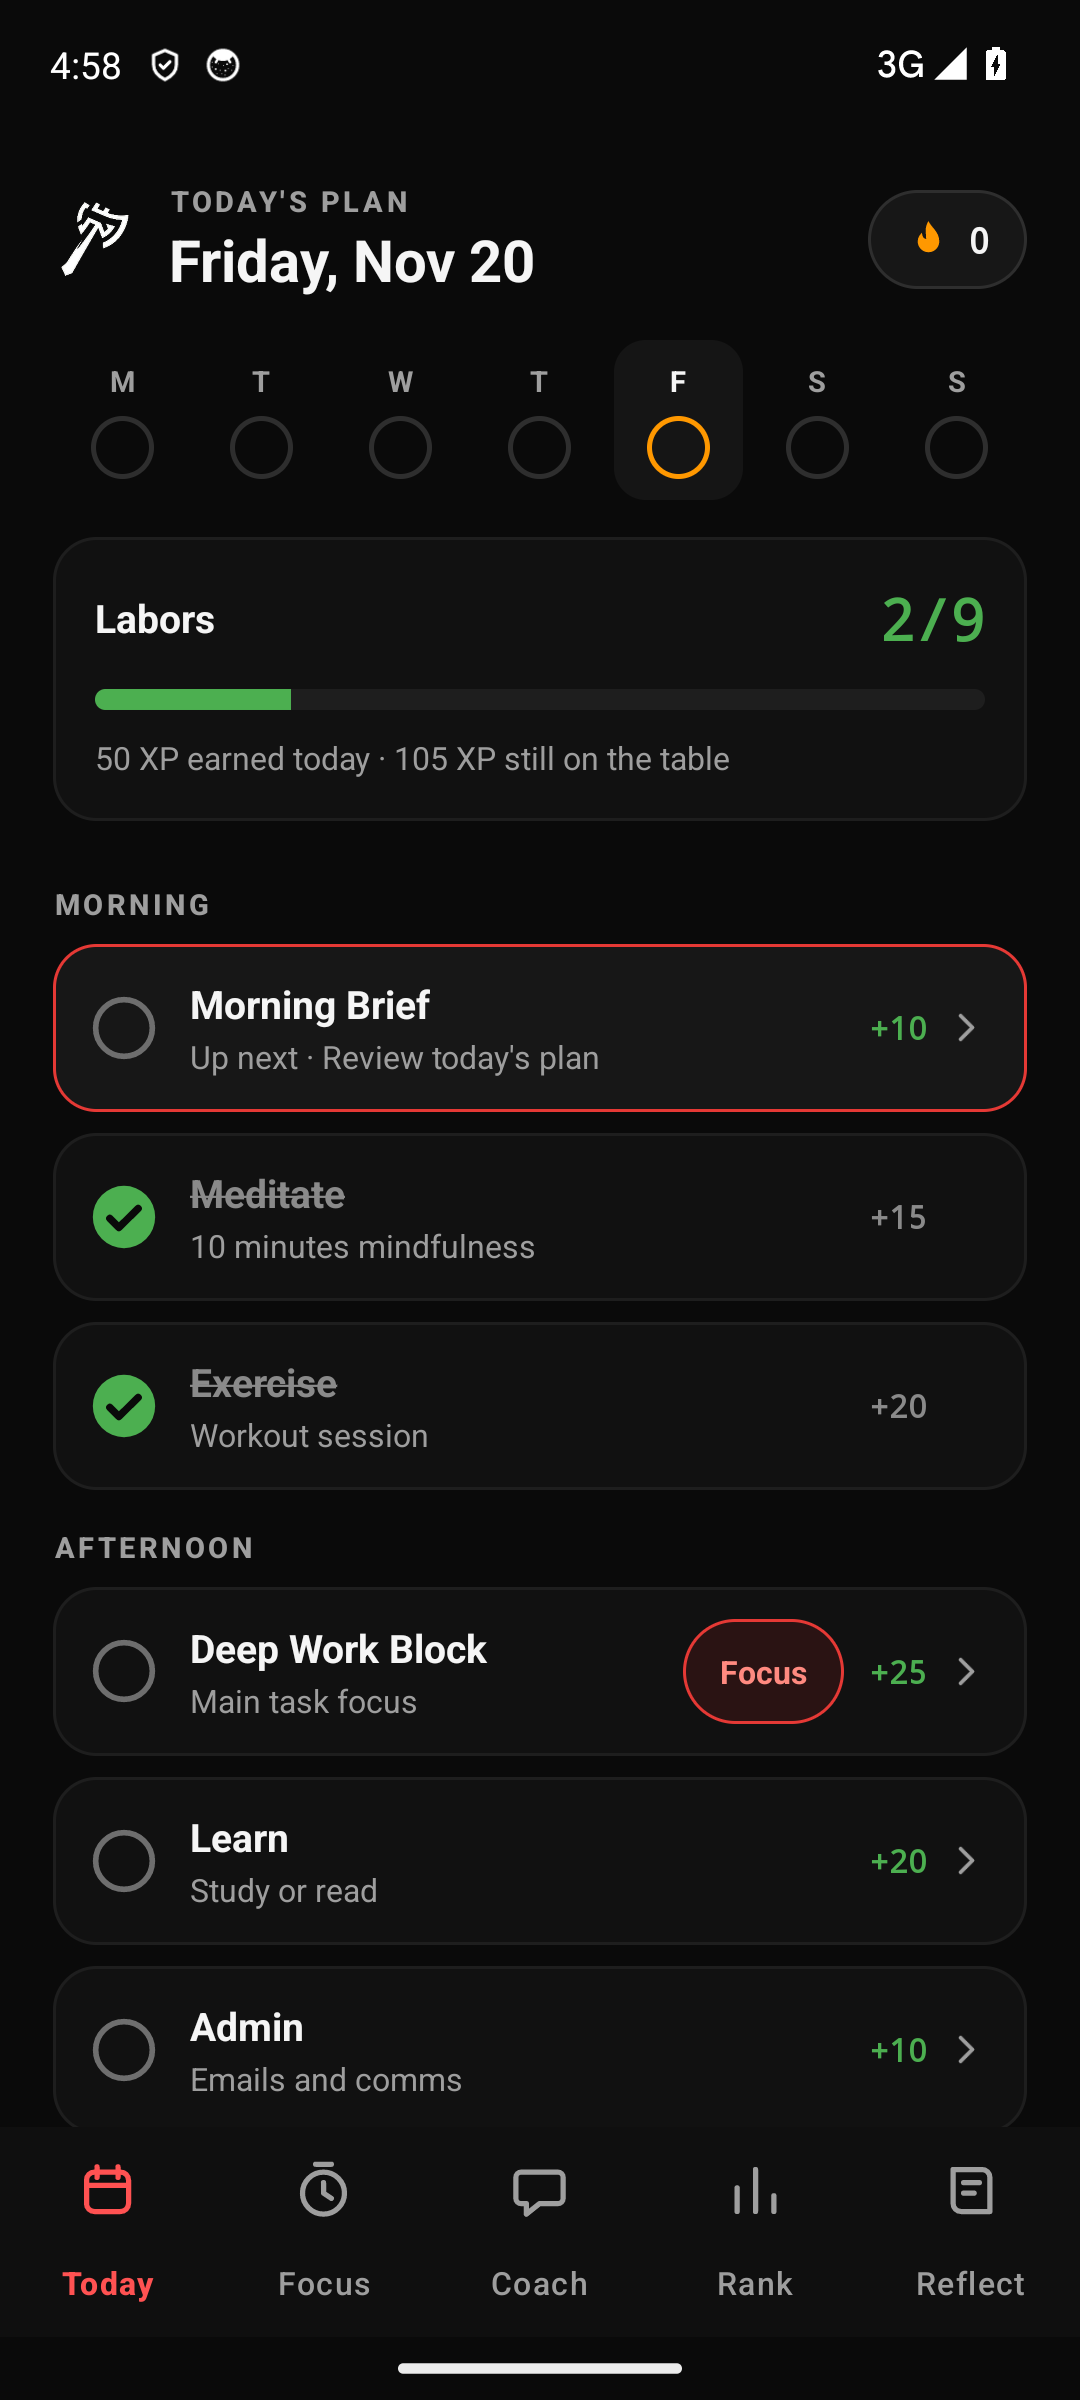 4:58
3G
TODAY'S PLAN
Friday, Nov 20
0
M T W T F S S
Labors
2/9
50 XP earned today · 105 XP still on the table
MORNING
Morning Brief
Up next · Review today's plan
+10
Meditate
10 minutes mindfulness
+15
Exercise
Workout session
+20
AFTERNOON
Deep Work Block
Main task focus
Focus
+25
Learn
Study or read
+20
Admin
Emails and comms
+10
Today
Focus
Coach
Rank
Reflect